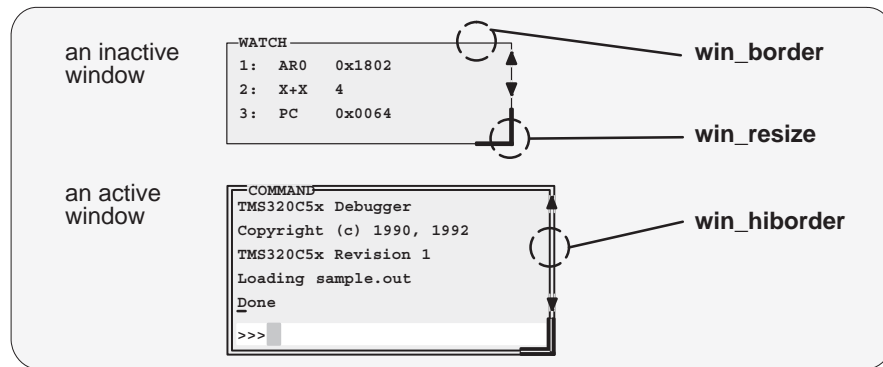 an inactive
window
WATCH
1: AR0 0x1802
2: X+X 4
3: PC 0x0064
win_border
win_resize
an active
window
COMMAND
TMS320C5x Debugger
Copyright (c) 1990, 1992
TMS320C5x Revision 1
Loading sample.out
Done
>>>
win_hiborder